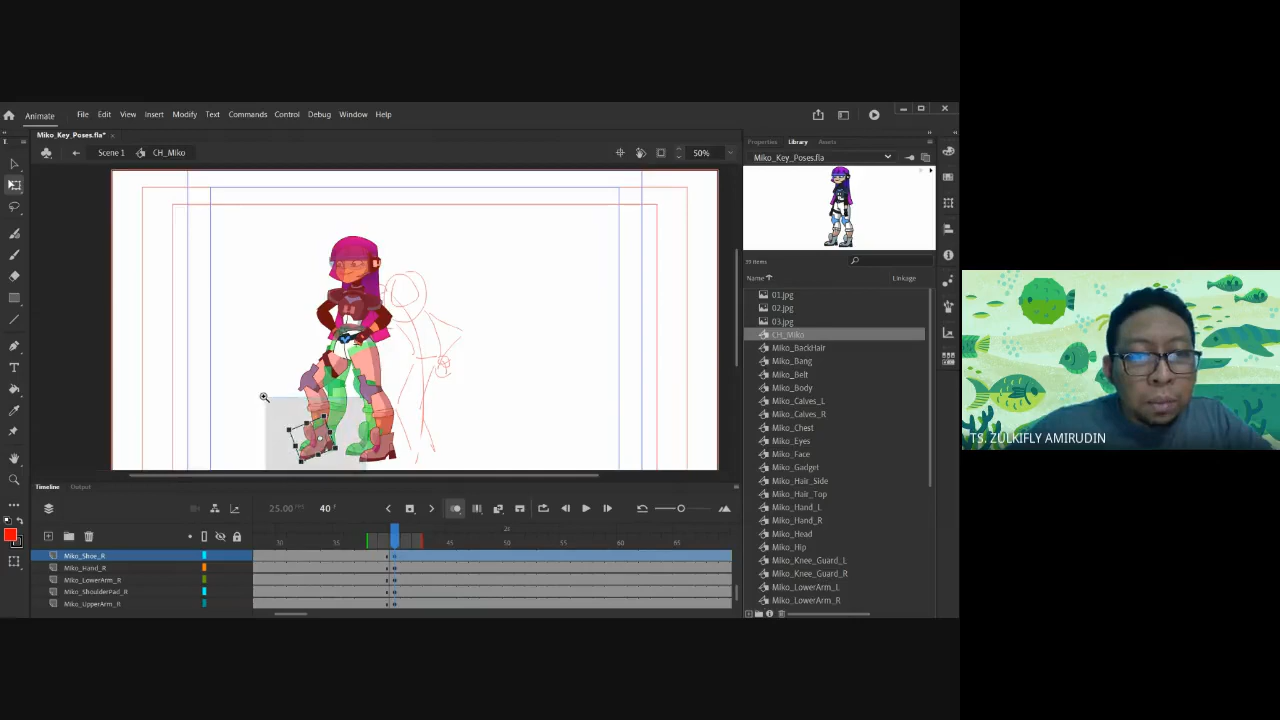 Animate File Edit View Insert Modify Text Commands Control Debug Window Help
Miko_Key_Poses.fla* ×
Scene 1 CH_Miko 50%
Properties Library Assets
Miko_Key_Poses.fla
Name Linkage
01.jpg
02.jpg
03.jpg
CH_Miko
Miko_BackHair
Miko_Bang
Miko_Belt
Miko_Body
Miko_Calves_L
Miko_Calves_R
Miko_Chest
Miko_Eyes
Miko_Face
Miko_Gadget
Miko_Hair_Side
Miko_Hair_Top
Miko_Hand_L
Miko_Hand_R
Miko_Head
Miko_Hip
Miko_Knee_Guard_L
Miko_Knee_Guard_R
Miko_LowerArm_L
Miko_LowerArm_R
Timeline Output
25.00 FPS 40 F
2s
30 35 45 50 55 60 65
Miko_Shoe_R
Miko_Hand_R
Miko_LowerArm_R
Miko_ShoulderPad_R
Miko_UpperArm_R
TS. ZULKIFLY AMIRUDIN